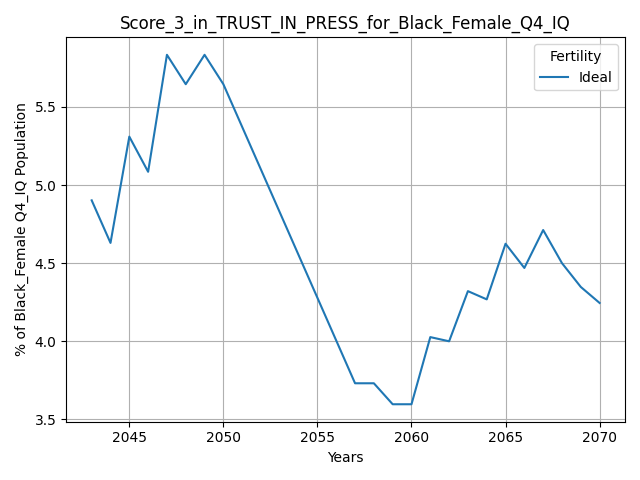 Score_3_in_TRUST_IN_PRESS_for_Black_Female_Q4_IQ
Fertility
Ideal
% of Black_Female Q4_IQ Population
5.5
5.0
4.5
4.0
3.5
2045 2050 2055 2060 2065 2070
Years